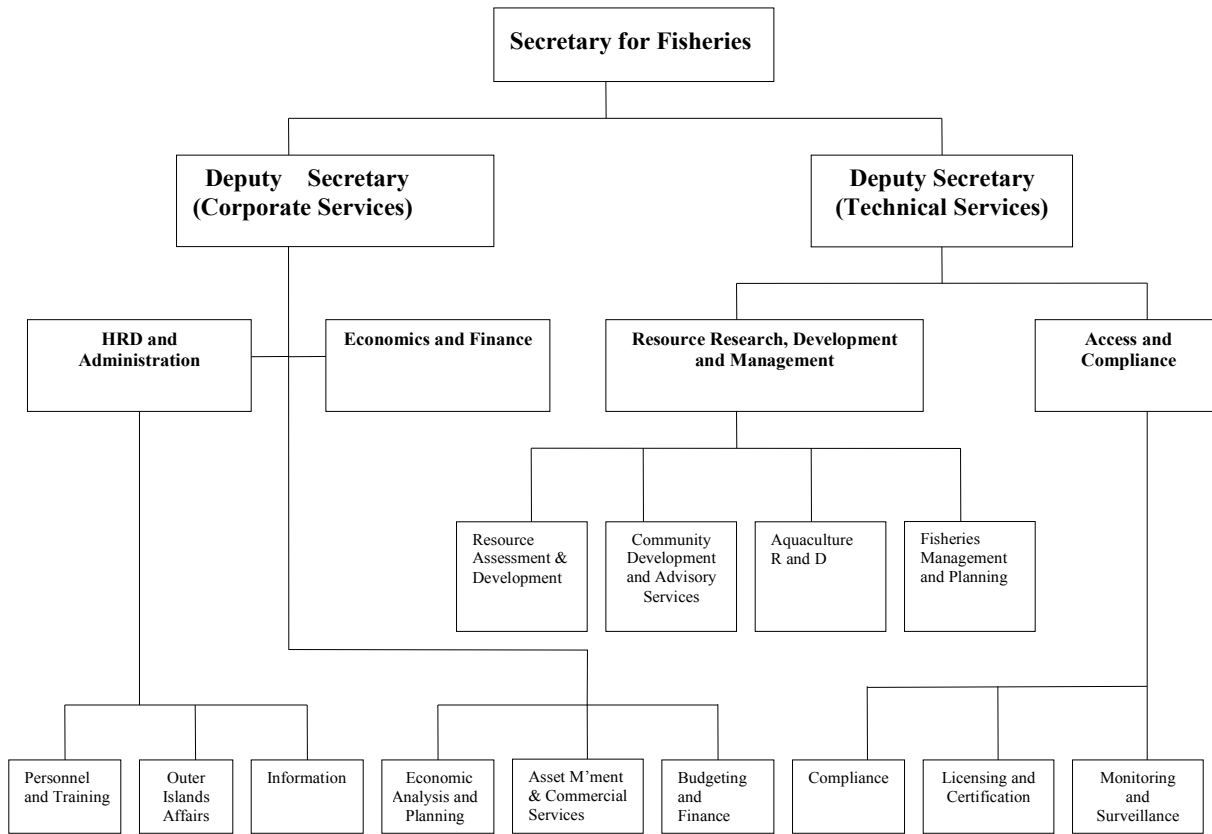 Secretary for Fisheries
Deputy Secretary
(Corporate Services)
Deputy Secretary
(Technical Services)
HRD and
Administration
Economics and Finance
Resource Research, Development
and Management
Access and
Compliance
Resource
Assessment &
Development
Community
Development
and Advisory
Services
Aquaculture
R and D
Fisheries
Management
and Planning
Personnel
and Training
Outer
Islands
Affairs
Information
Economic
Analysis and
Planning
Asset M'ment
& Commercial
Services
Budgeting
and
Finance
Compliance
Licensing and
Certification
Monitoring
and
Surveillance